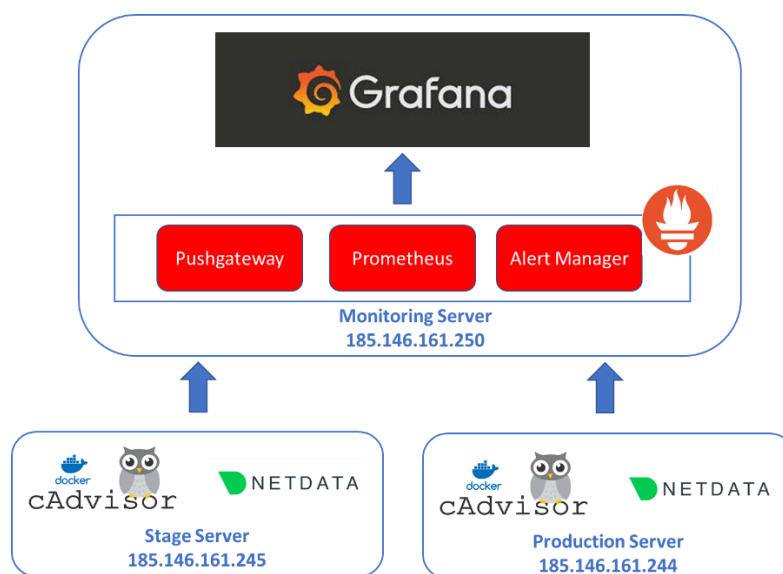 Grafana
Pushgateway
Prometheus
Alert Manager
Monitoring Server
185.146.161.250
docker
cAdvisor
NETDATA
Stage Server
185.146.161.245
docker
cAdvisor
NETDATA
Production Server
185.146.161.244